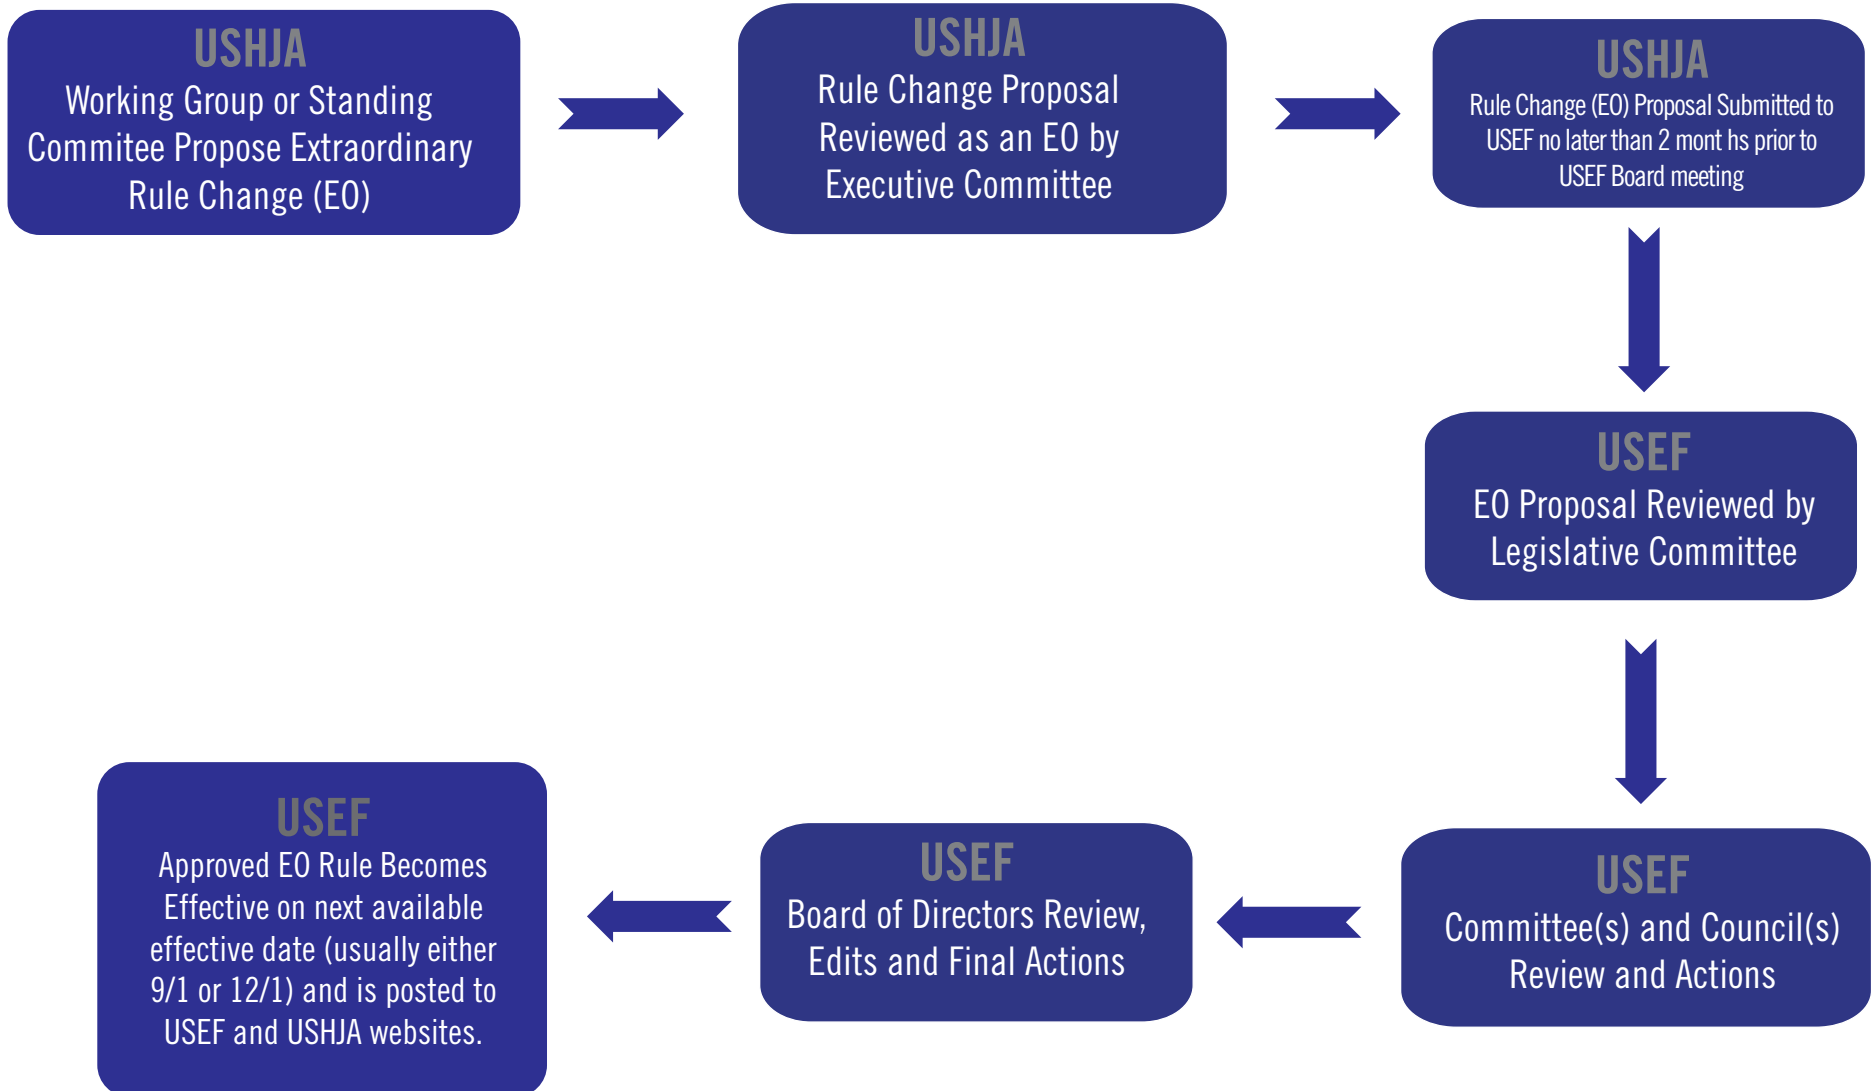 USHJA
Working Group or Standing
Commitee Propose Extraordinary
Rule Change (EO)
USHJA
Rule Change Proposal
Reviewed as an EO by
Executive Committee
USHJA
Rule Change (EO) Proposal Submitted to
USEF no later than 2 mont hs prior to
USEF Board meeting
USEF
EO Proposal Reviewed by
Legislative Committee
USEF
Committee(s) and Council(s)
Review and Actions
USEF
Board of Directors Review,
Edits and Final Actions
USEF
Approved EO Rule Becomes
Effective on next available
effective date (usually either
9/1 or 12/1) and is posted to
USEF and USHJA websites.